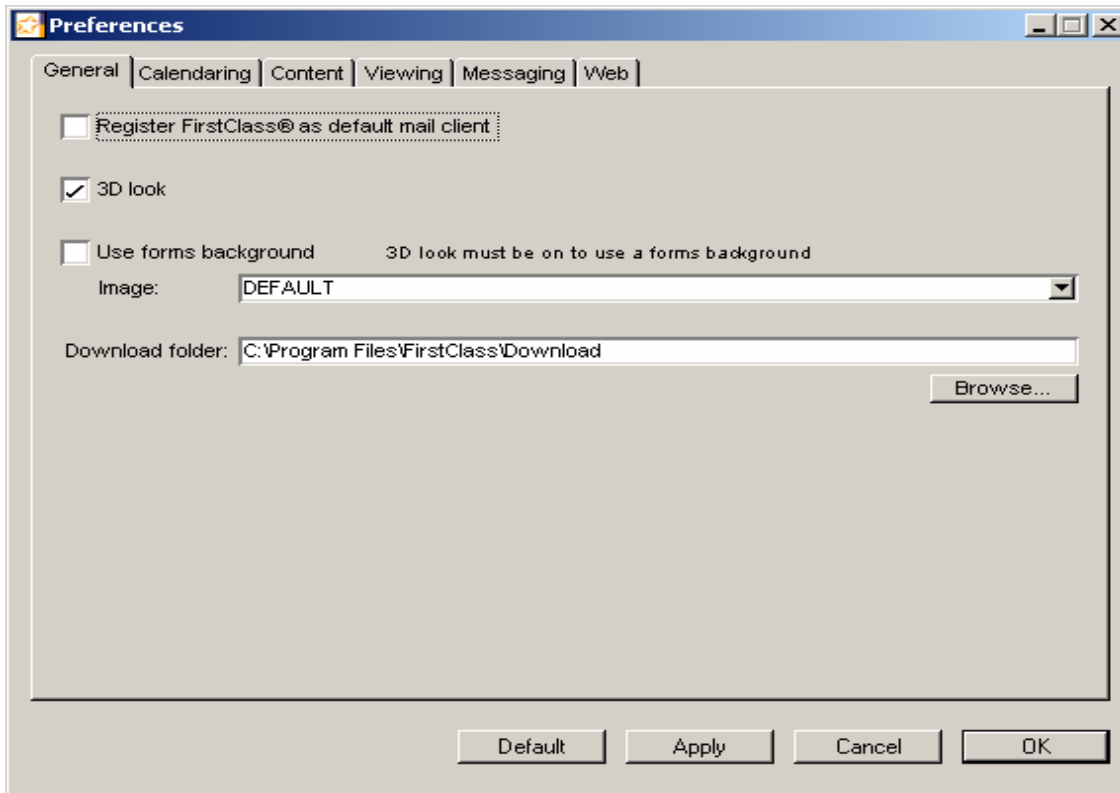 Preferences
General Calendaring Content Viewing Messaging Web
Register FirstClass® as default mail client
3D look
Use forms background 3D look must be on to use a forms background
Image: DEFAULT
Download folder: C:\Program Files\FirstClass\Download
Browse...
Default Apply Cancel OK